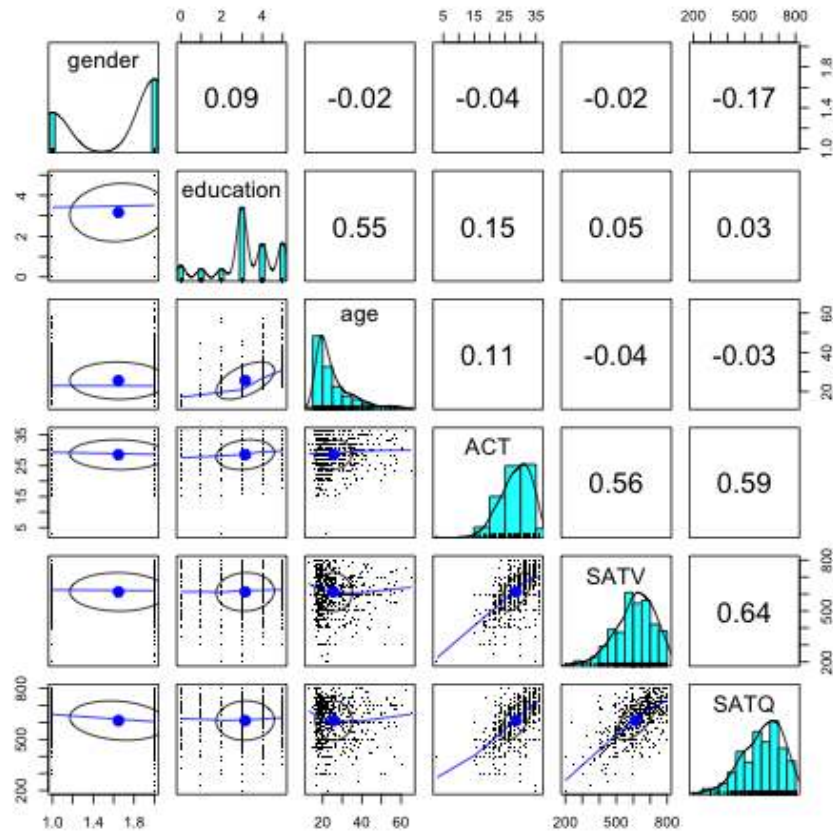 0 2 4 5 15 25 35 200 500 800
gender
0.09 -0.02 -0.04 -0.02 -0.17
1.0 1.4 1.8
0 2 4
education
0.55 0.15 0.05 0.03
age
0.11 -0.04 -0.03
20 40 60
5 15 25 35
ACT
0.56 0.59
SATV
0.64
200 500 800
200 500 800
SATQ
1.0 1.4 1.8 20 40 60 200 500 800